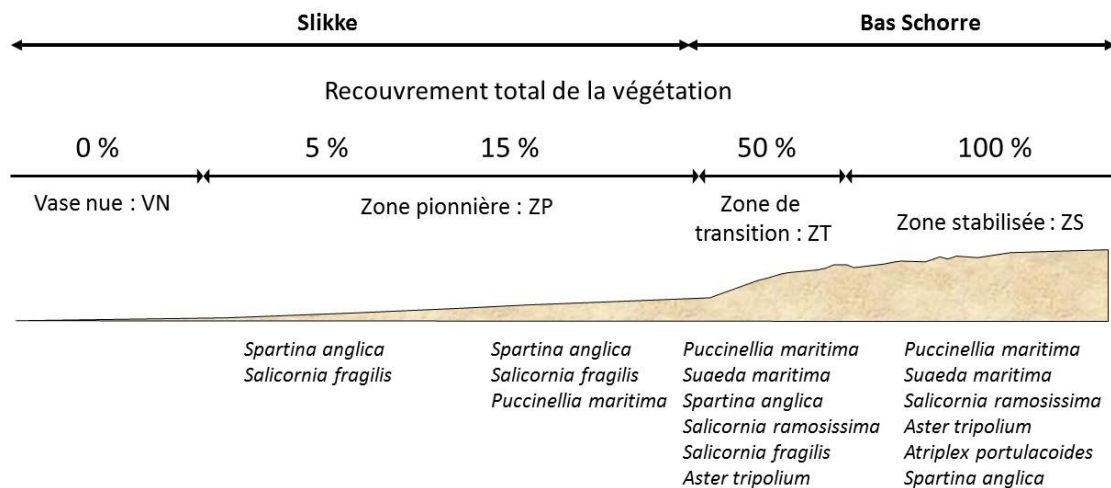 Slikke
Bas Schorre
Recouvrement total de la végétation
0 %
5 %
15 %
50 %
100 %
Vase nue : VN
Zone pionnière : ZP
Zone de
transition : ZT
Zone stabilisée : ZS
Spartina anglica
Salicornia fragilis
Spartina anglica
Salicornia fragilis
Puccinellia maritima
Puccinellia maritima
Suaeda maritima
Spartina anglica
Salicornia ramosissima
Salicornia fragilis
Aster tripolium
Puccinellia maritima
Suaeda maritima
Salicornia ramosissima
Aster tripolium
Atriplex portulacoides
Spartina anglica